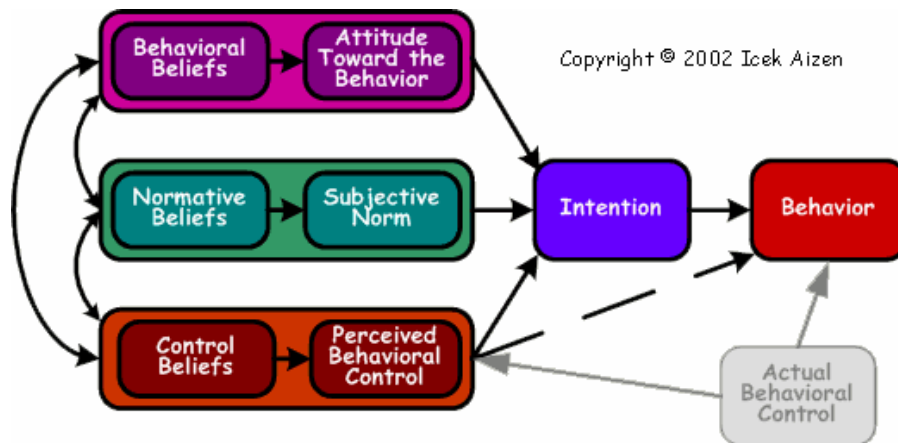 Behavioral
Beliefs
Attitude
Toward the
Behavior
Copyright © 2002 Icek Aizen
Normative
Beliefs
Subjective
Norm
Intention
Behavior
Control
Beliefs
Perceived
Behavioral
Control
Actual
Behavioral
Control